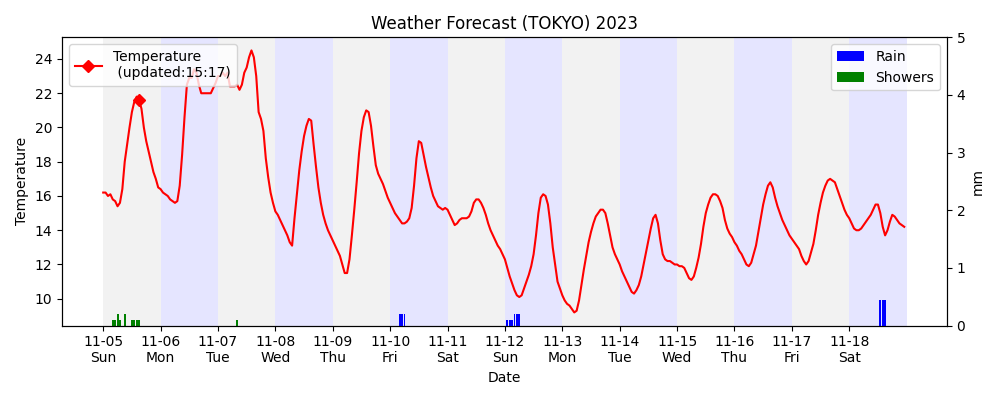 Weather Forecast (TOKYO) 2023
Temperature
(updated:15:17)
Rain
Showers
24
22
20
18
16
14
12
10
Temperature
5
4
3
2
1
0
mm
11-05 11-06 11-07 11-08 11-09 11-10 11-11 11-12 11-13 11-14 11-15 11-16 11-17 11-18
Sun Mon Tue Wed Thu Fri Sat Sun Mon Tue Wed Thu Fri Sat
Date